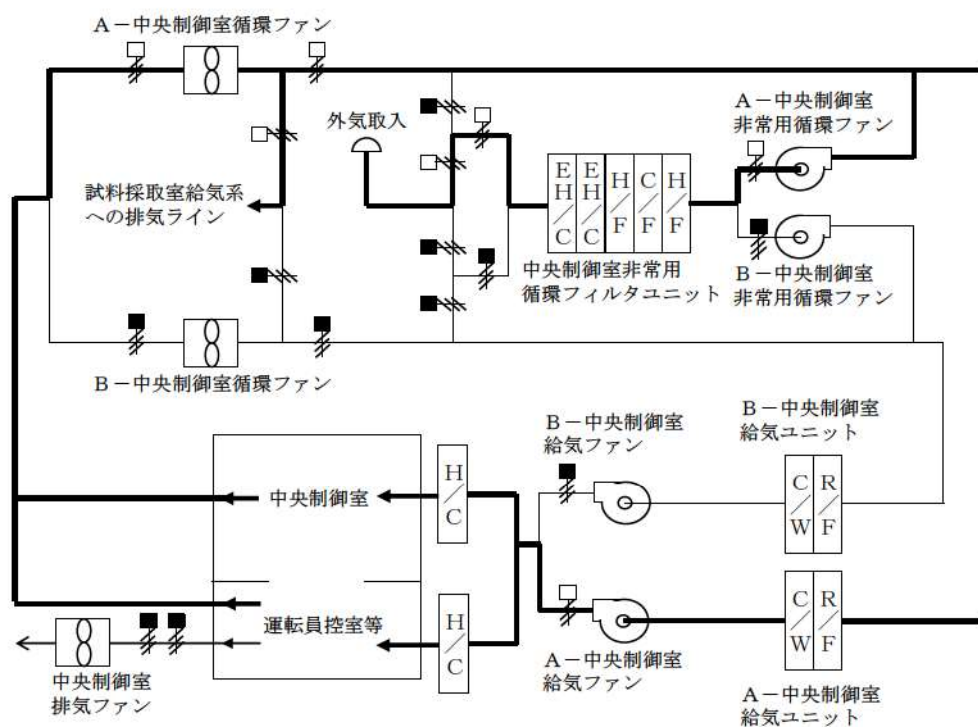 A－中央制御室循環ファン
外気取入
A－中央制御室
非常用循環ファン
試料採取室給気系
への排気ライン
E
H
／
C
E
H
／
C
H
／
F
C
／
F
H
／
F
中央制御室非常用
循環フィルタユニット
B－中央制御室
非常用循環ファン
B－中央制御室循環ファン
B－中央制御室
給気ファン
B－中央制御室
給気ユニット
中央制御室
H
／
C
C
／
W
R
／
F
運転員控室等
H
／
C
C
／
W
R
／
F
中央制御室
排気ファン
A－中央制御室
給気ファン
A－中央制御室
給気ユニット